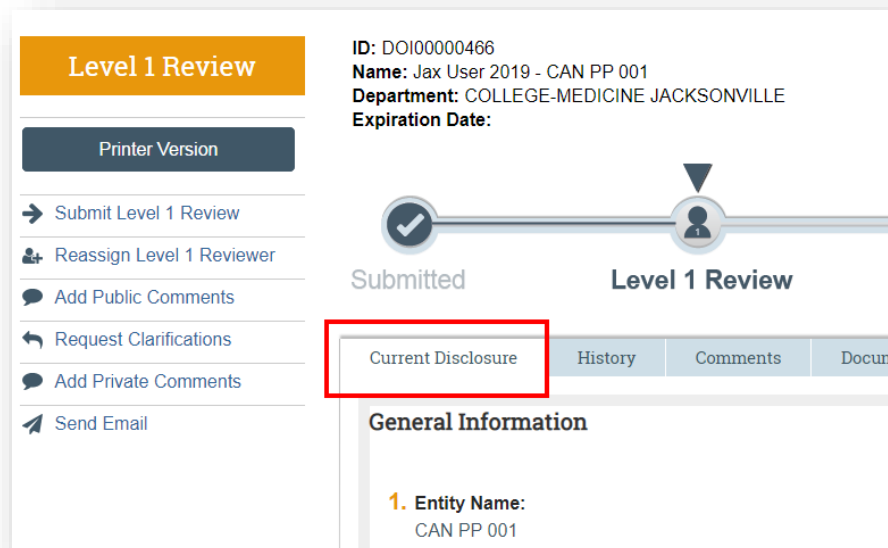 Level 1 Review
Printer Version
Submit Level 1 Review
Reassign Level 1 Reviewer
Add Public Comments
Request Clarifications
Add Private Comments
Send Email
ID: DOI00000466
Name: Jax User 2019 - CAN PP 001
Department: COLLEGE-MEDICINE JACKSONVILLE
Expiration Date:
1
Submitted
Level 1 Review
Current Disclosure
History
Comments
Docum
General Information
1. Entity Name:
CAN PP 001